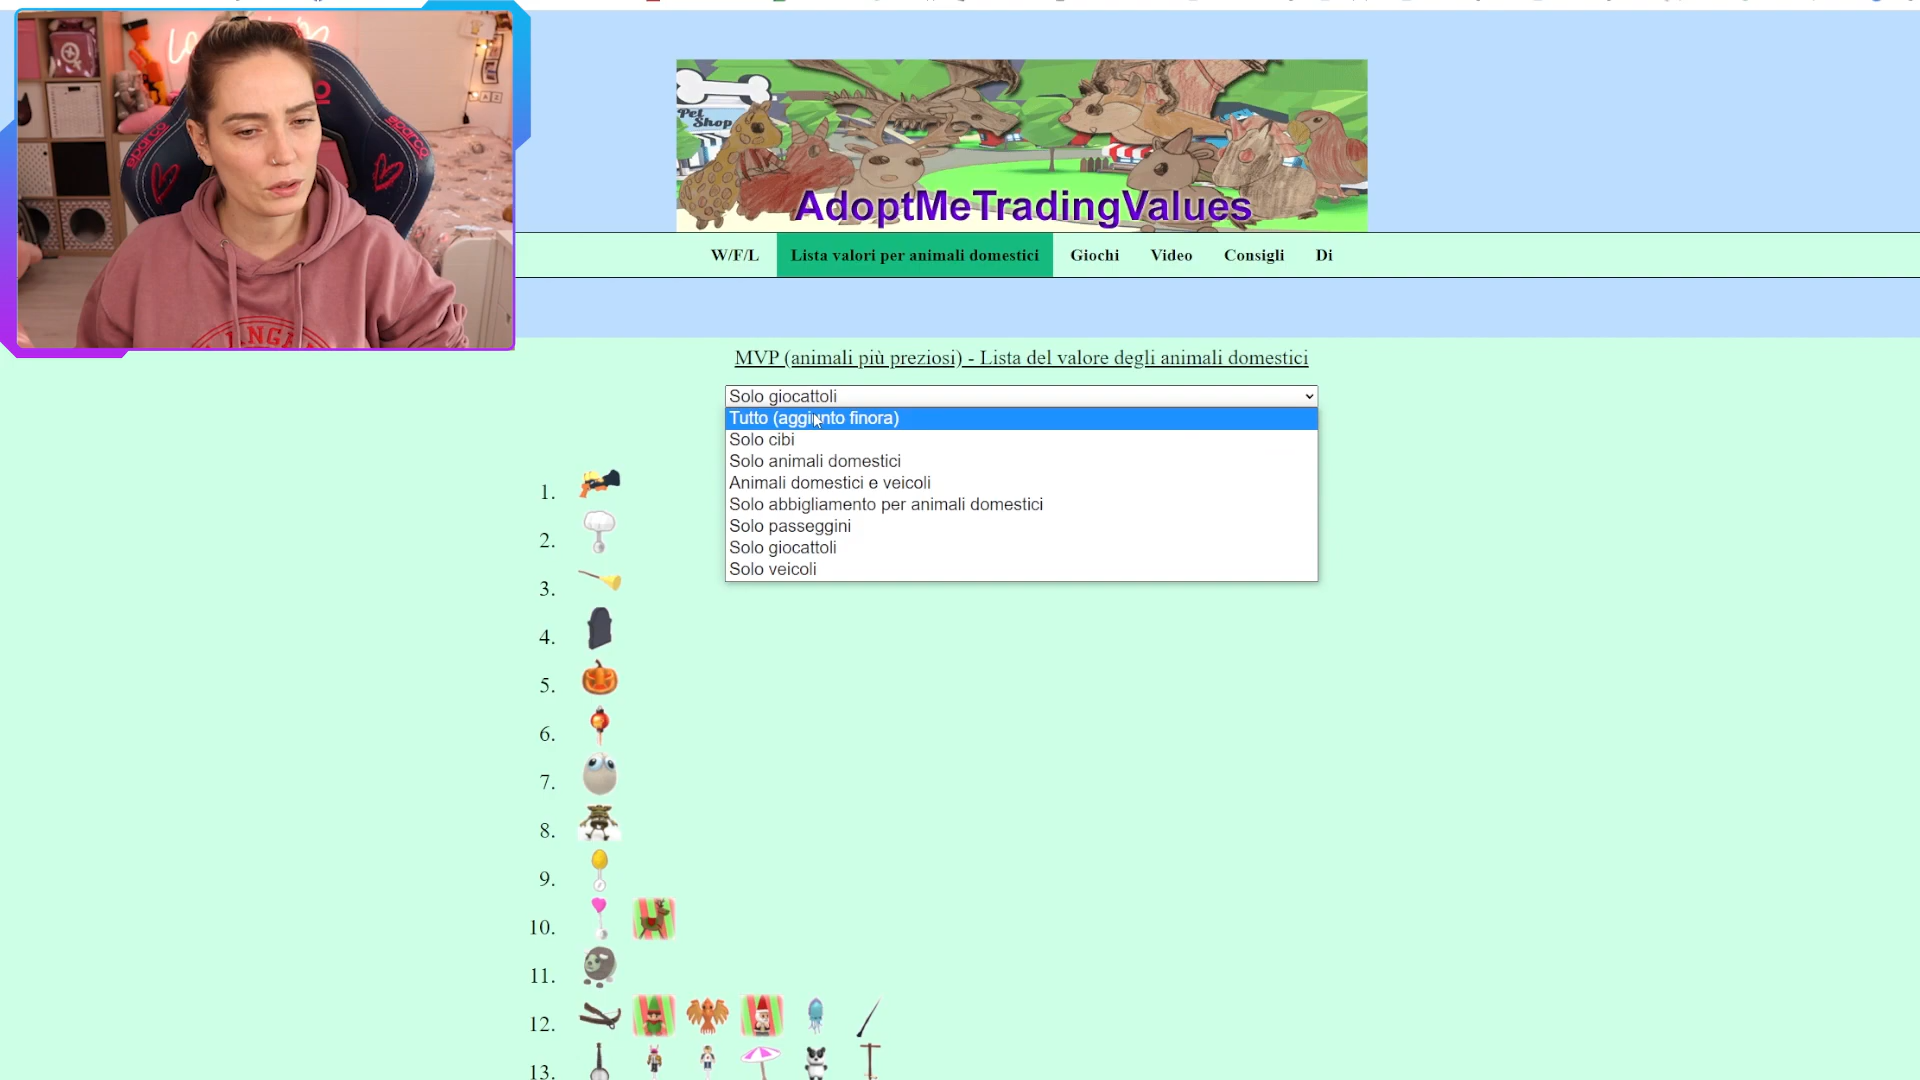 Pet
Shop
AdoptMeTradingValues
W/F/L Lista valori per animali domestici Giochi Video Consigli Di
MVP (animali più preziosi) - Lista del valore degli animali domestici
Solo giocattoli
Tutto (aggiunto finora)
Solo cibi
Solo animali domestici
Animali domestici e veicoli
Solo abbigliamento per animali domestici
Solo passeggini
Solo giocattoli
Solo veicoli
1.
2.
3.
4.
5.
6.
7.
8.
9.
10.
11.
12.
13.
sparco
sparco